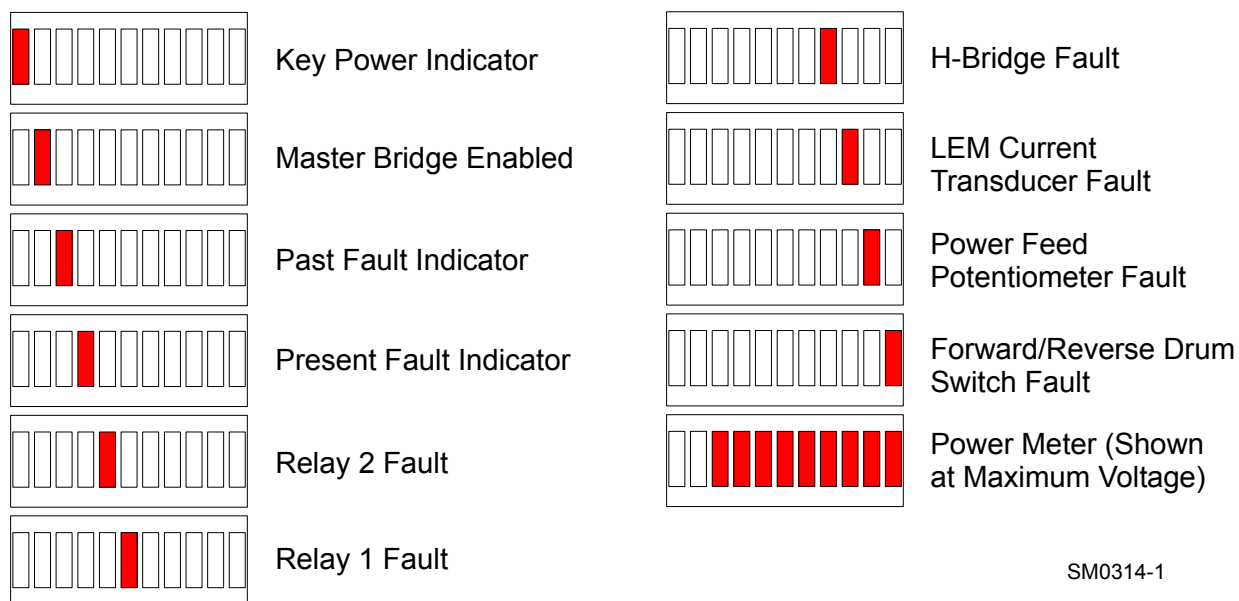 Key Power Indicator
Master Bridge Enabled
Past Fault Indicator
Present Fault Indicator
Relay 2 Fault
Relay 1 Fault
H-Bridge Fault
LEM Current
Transducer Fault
Power Feed
Potentiometer Fault
Forward/Reverse Drum
Switch Fault
Power Meter (Shown
at Maximum Voltage)
SM0314-1